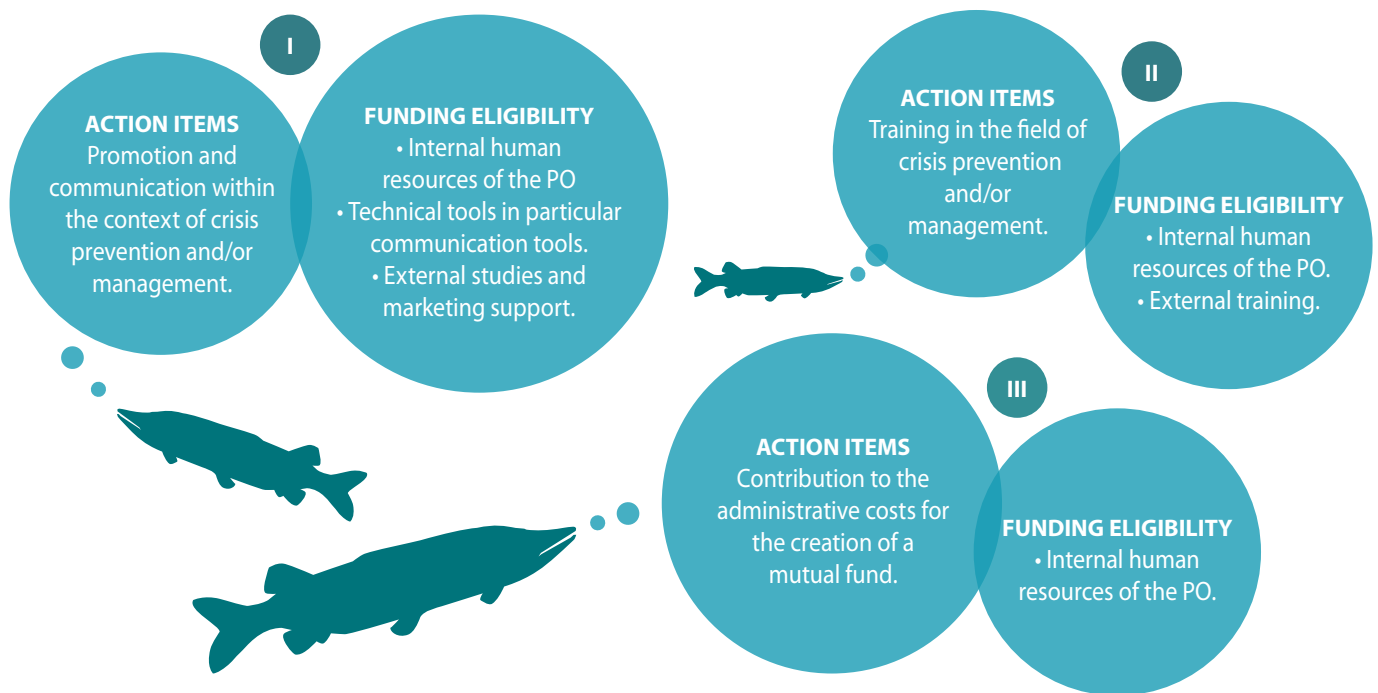 I
ACTION ITEMS
Promotion and
communication within
the context of crisis
prevention and/or
management.
FUNDING ELIGIBILITY
• Internal human
resources of the PO
• Technical tools in particular
communication tools.
• External studies and
marketing support.
II
ACTION ITEMS
Training in the field of
crisis prevention
and/or
management.
FUNDING ELIGIBILITY
• Internal human
resources of the PO.
• External training.
III
ACTION ITEMS
Contribution to the
administrative costs for
the creation of a
mutual fund.
FUNDING ELIGIBILITY
• Internal human
resources of the PO.